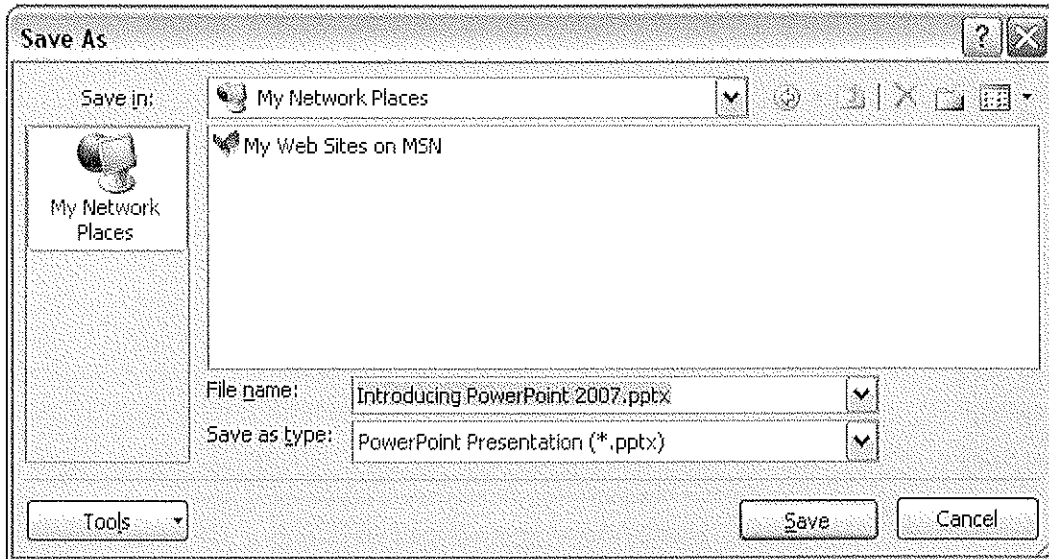 Save As
?
Save in:
My Network Places
My Web Sites on MSN
My Network
Places
File name:
Introducing PowerPoint 2007.pptx
Save as type:
PowerPoint Presentation (*.pptx)
Tools
Save
Cancel